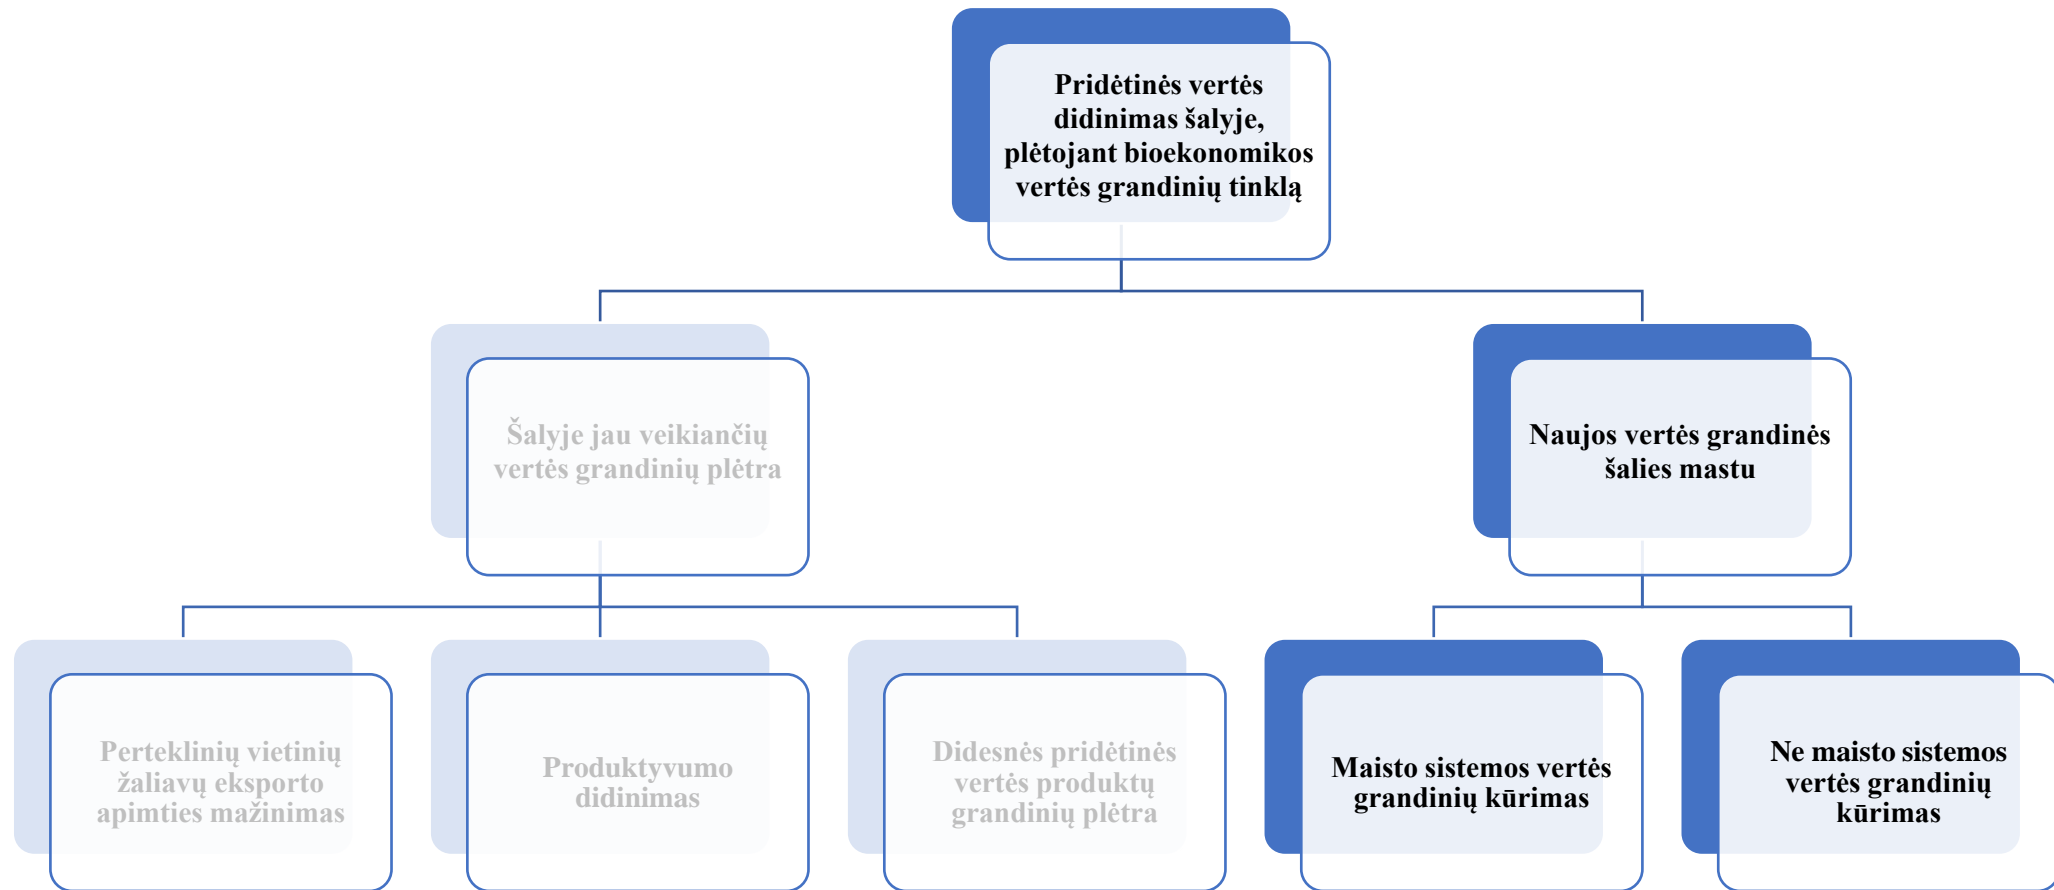 Pridėtinės vertės
didinimas šalyje,
plėtojant bioekonomikos
vertės grandinių tinklą
Šalyje jau veikiančių
vertės grandinių plėtra
Naujos vertės grandinės
šalies mastu
Perteklinių vietinių
žaliavų eksporto
apimties mažinimas
Produktyvumo
didinimas
Didesnės pridėtinės
vertės produktų
grandinių plėtra
Maisto sistemos vertės
grandinių kūrimas
Ne maisto sistemos
vertės grandinių
kūrimas